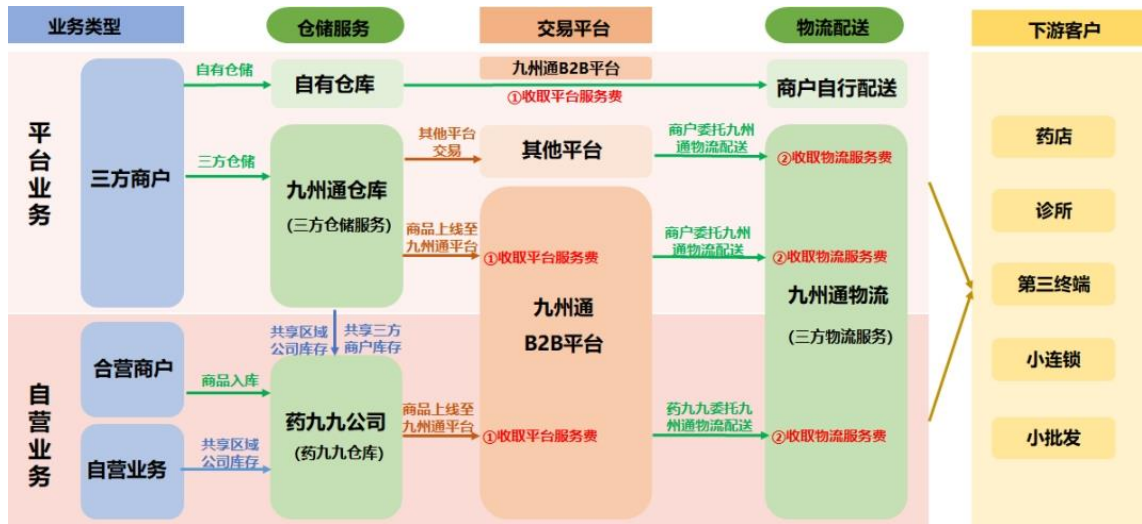 业务类型
仓储服务
交易平台
物流配送
下游客户
平台业务
三方商户
自有仓储
自有仓库
九州通B2B平台
①收取平台服务费
商户自行配送
三方仓储
九州通仓库
(三方仓储服务)
其他平台
交易
其他平台
商户委托九州
通物流配送
②收取物流服务费
商品上线至
九州通平台
①收取平台服务费
商户委托九州
通物流配送
②收取物流服务费
九州通
B2B平台
九州通物流
(三方物流服务)
自营业务
合营商户
商品入库
共享区域
公司库存
共享三方
商户库存
药九九公司
(药九九仓库)
商品上线至
九州通平台
①收取平台服务费
药九九委托九
州通物流配送
②收取物流服务费
自营业务
共享区域
公司库存
药店
诊所
第三终端
小连锁
小批发